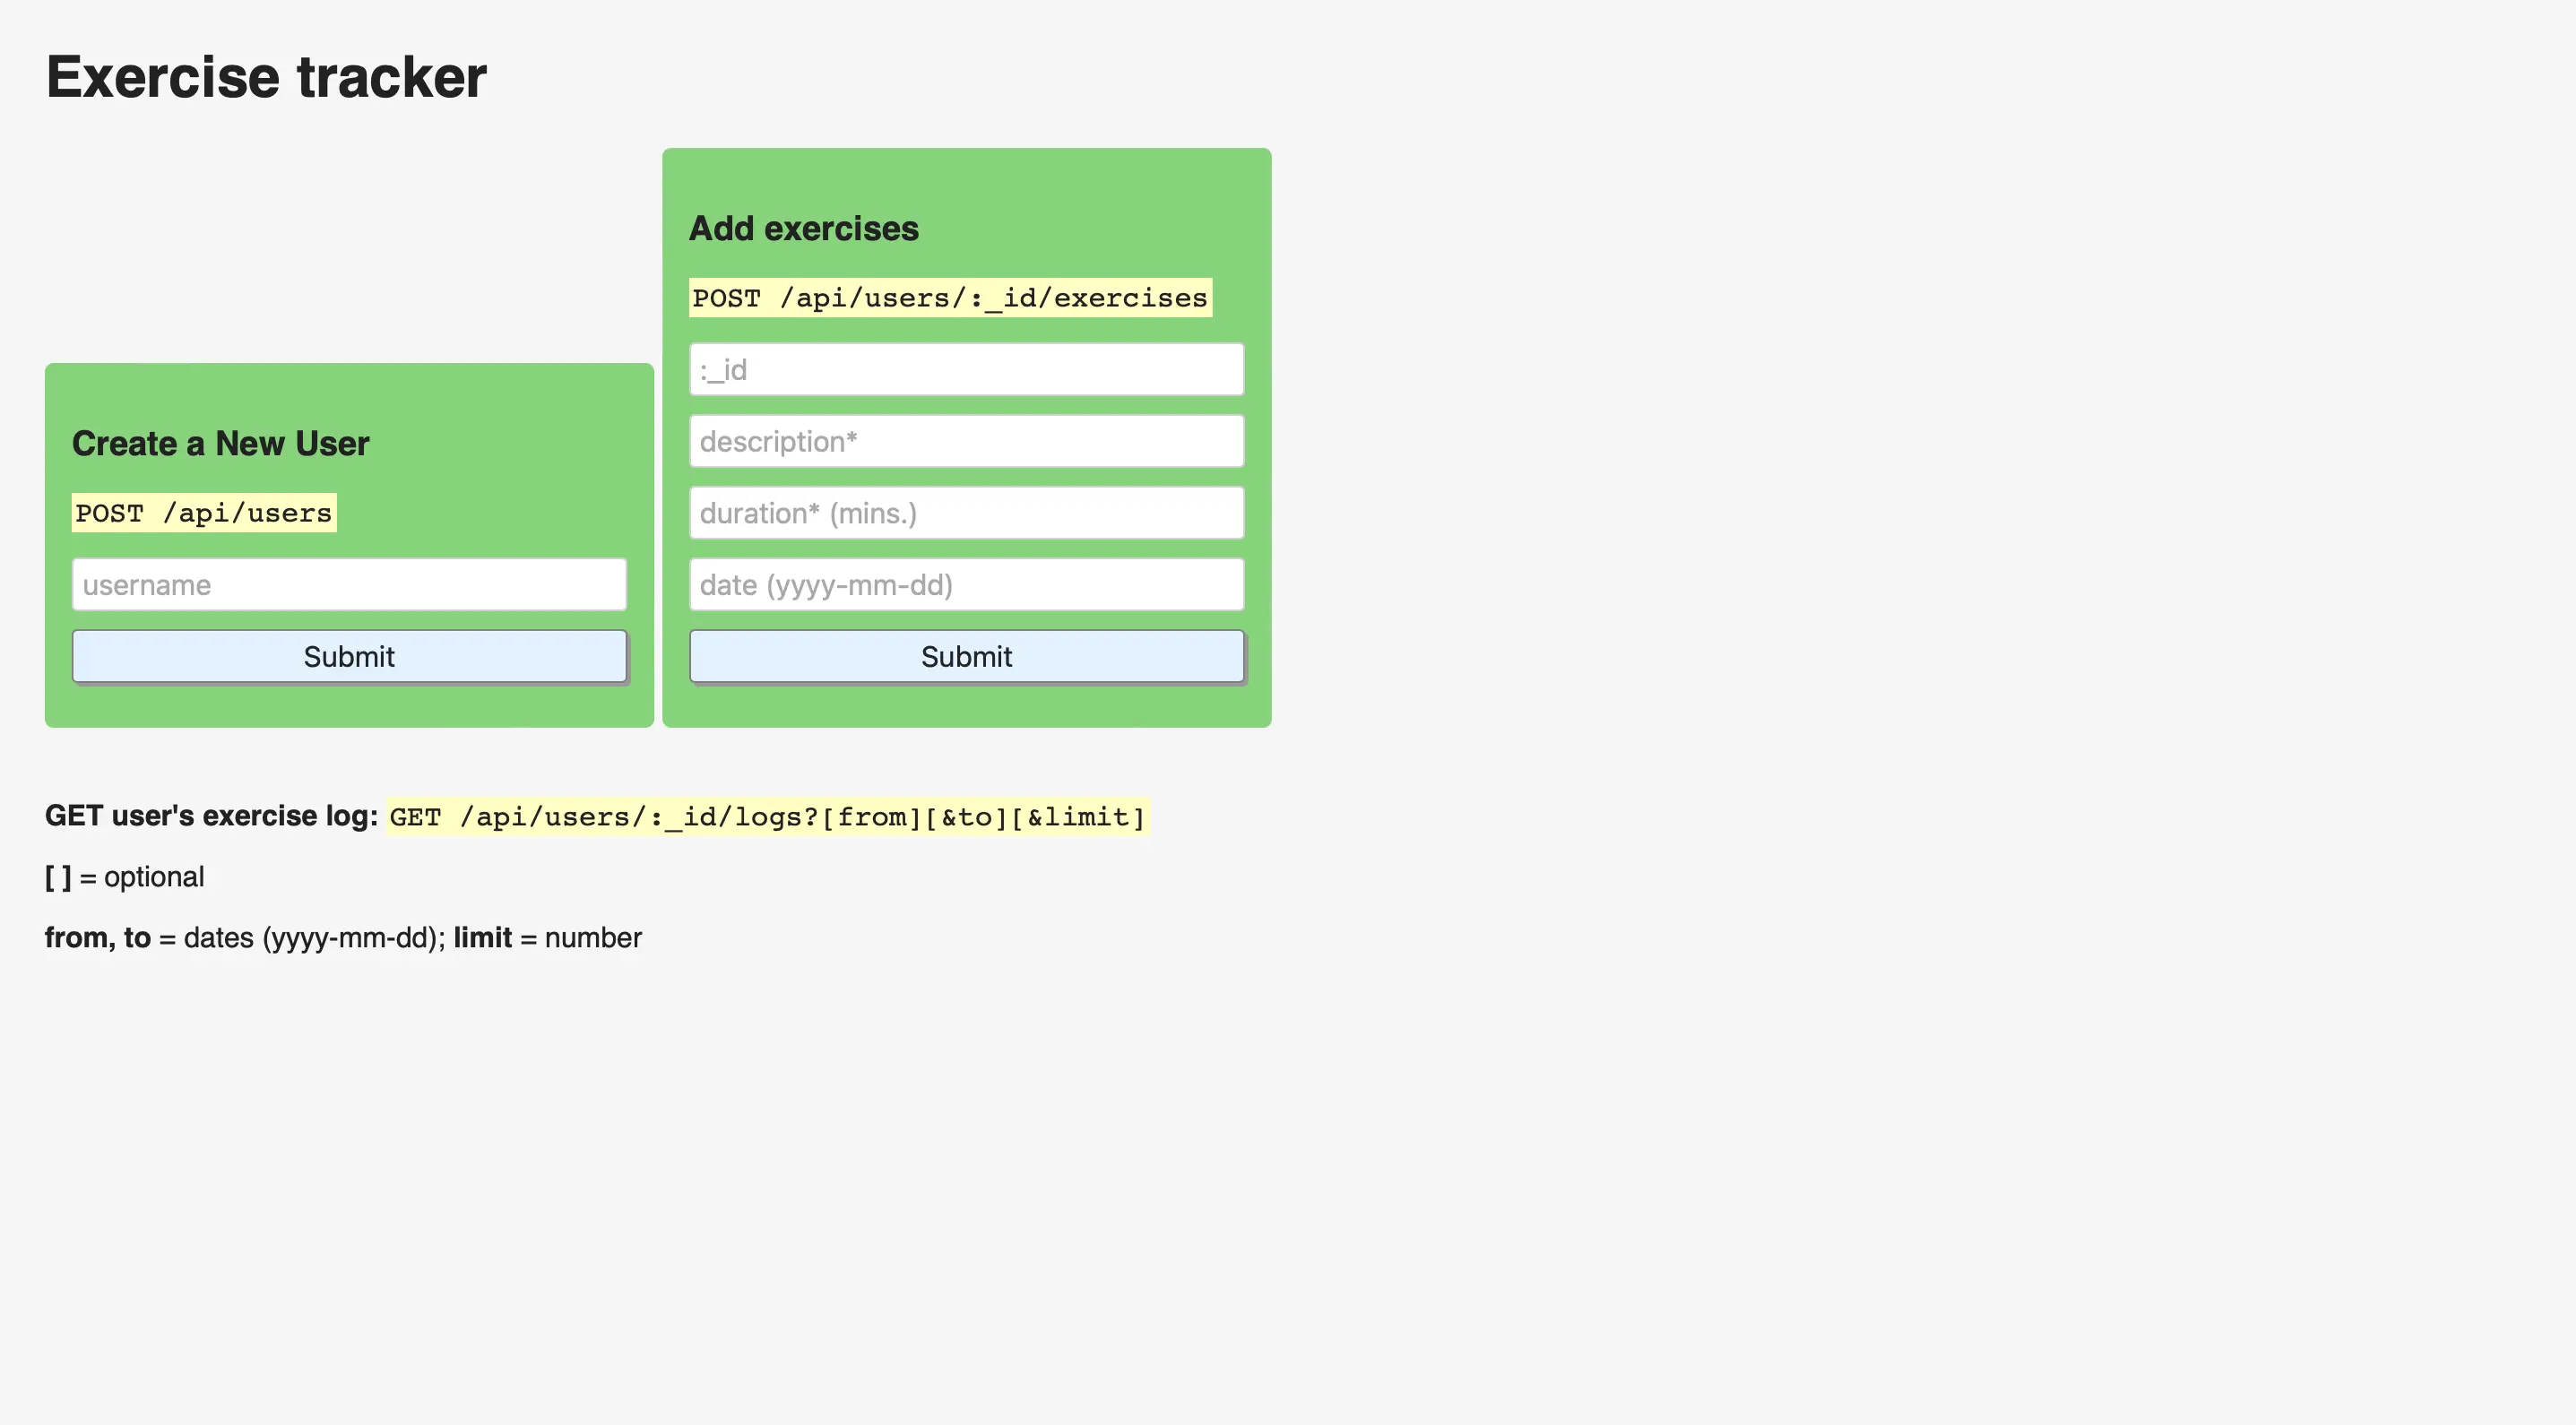 Exercise tracker
Create a New User
POST /api/users
username
Submit
Add exercises
POST /api/users/:_id/exercises
:_id
description*
duration* (mins.)
date (yyyy-mm-dd)
Submit
GET user's exercise log: GET /api/users/:_id/logs?[from][&to][&limit]
[ ] = optional
from, to = dates (yyyy-mm-dd); limit = number